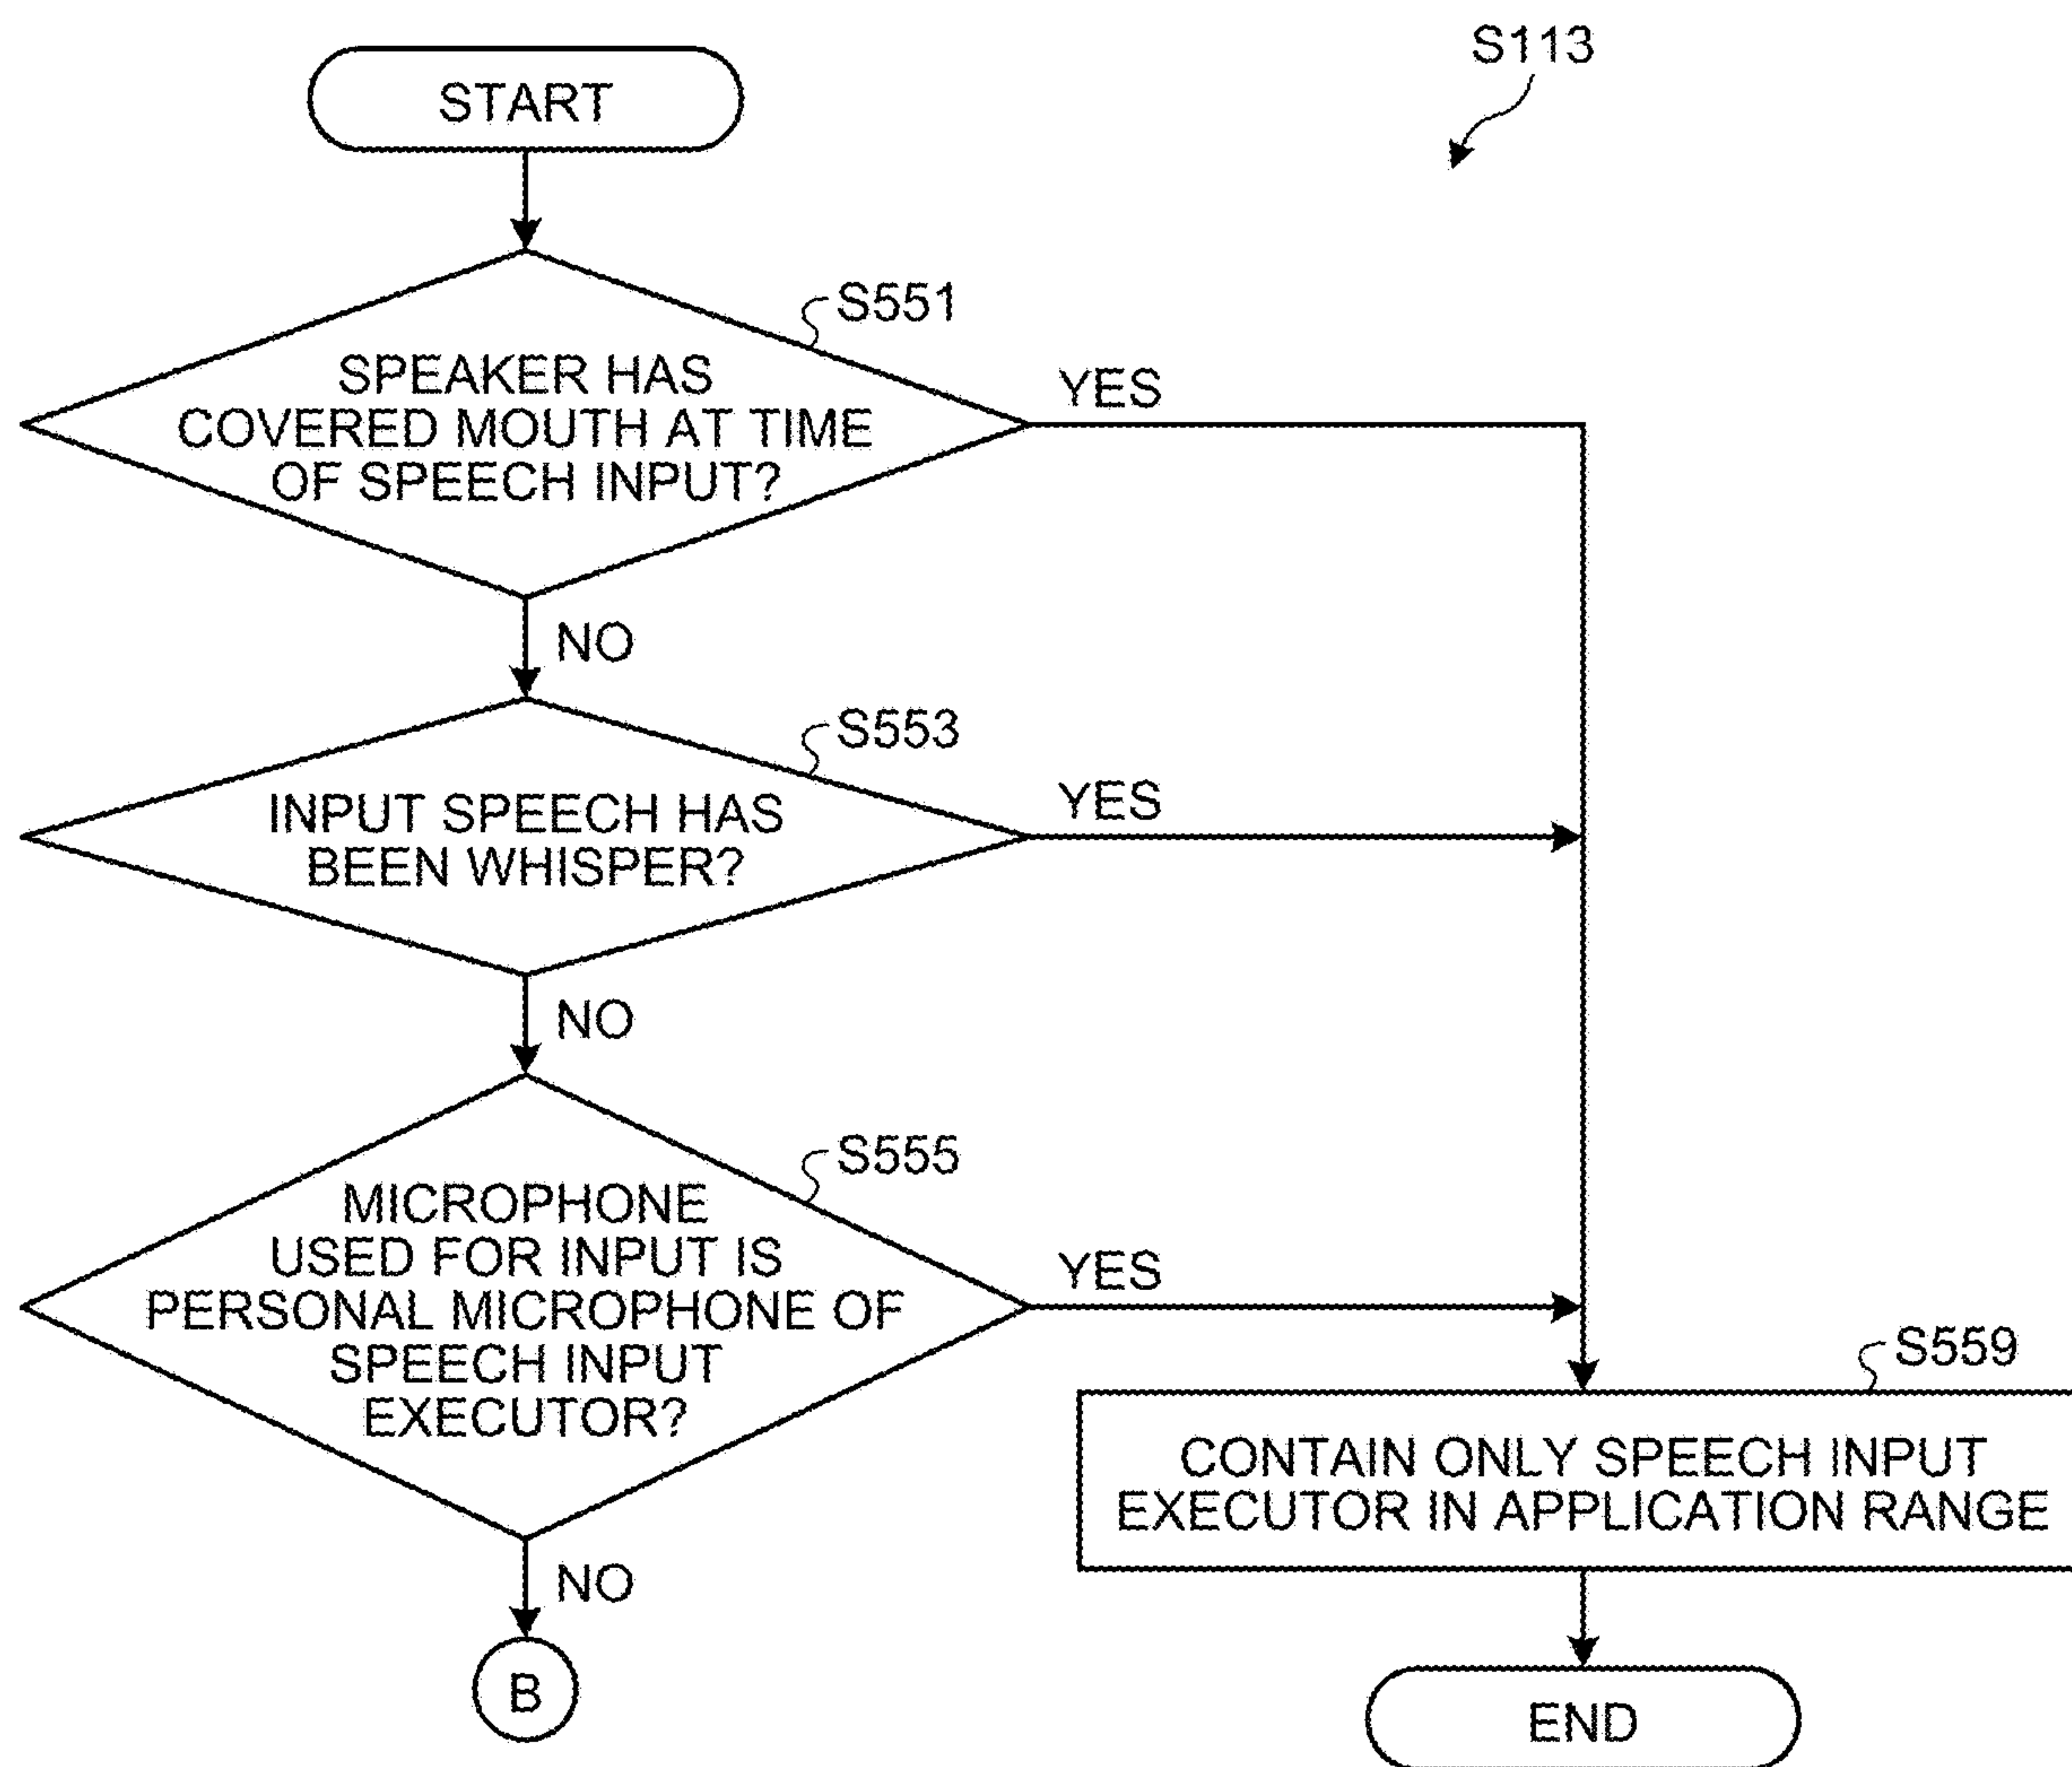 S113
START
S551
SPEAKER HAS
COVERED MOUTH AT TIME
OF SPEECH INPUT?
YES
NO
S553
INPUT SPEECH HAS
BEEN WHISPER?
YES
NO
S555
MICROPHONE
USED FOR INPUT IS
PERSONAL MICROPHONE OF
SPEECH INPUT
EXECUTOR?
YES
NO
B
S559
CONTAIN ONLY SPEECH INPUT
EXECUTOR IN APPLICATION RANGE
END